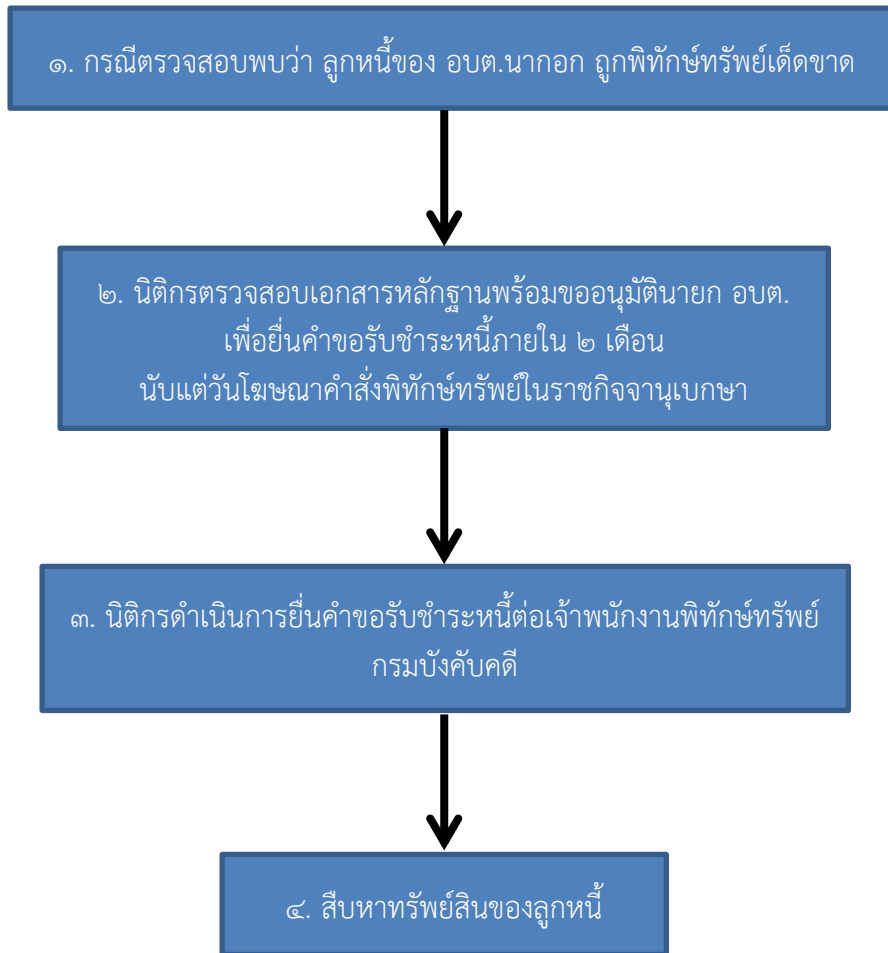 ๑. กรณีตรวจสอบพบว่า ลูกหนี้ของ อบต.นากอก ถูกพิทักษ์ทรัพย์เด็ดขาด
๒. นิติกรตรวจสอบเอกสารหลักฐานพร้อมขออนุมัตินายก อบต.
เพื่อยื่นคำขอรับชำระหนี้ภายใน ๒ เดือน
นับแต่วันโฆษณาคำสั่งพิทักษ์ทรัพย์ในราชกิจจานุเบกษา
๓. นิติกรดำเนินการยื่นคำขอรับชำระหนี้ต่อเจ้าพนักงานพิทักษ์ทรัพย์
กรมบังคับคดี
๔. สืบหาทรัพย์สินของลูกหนี้